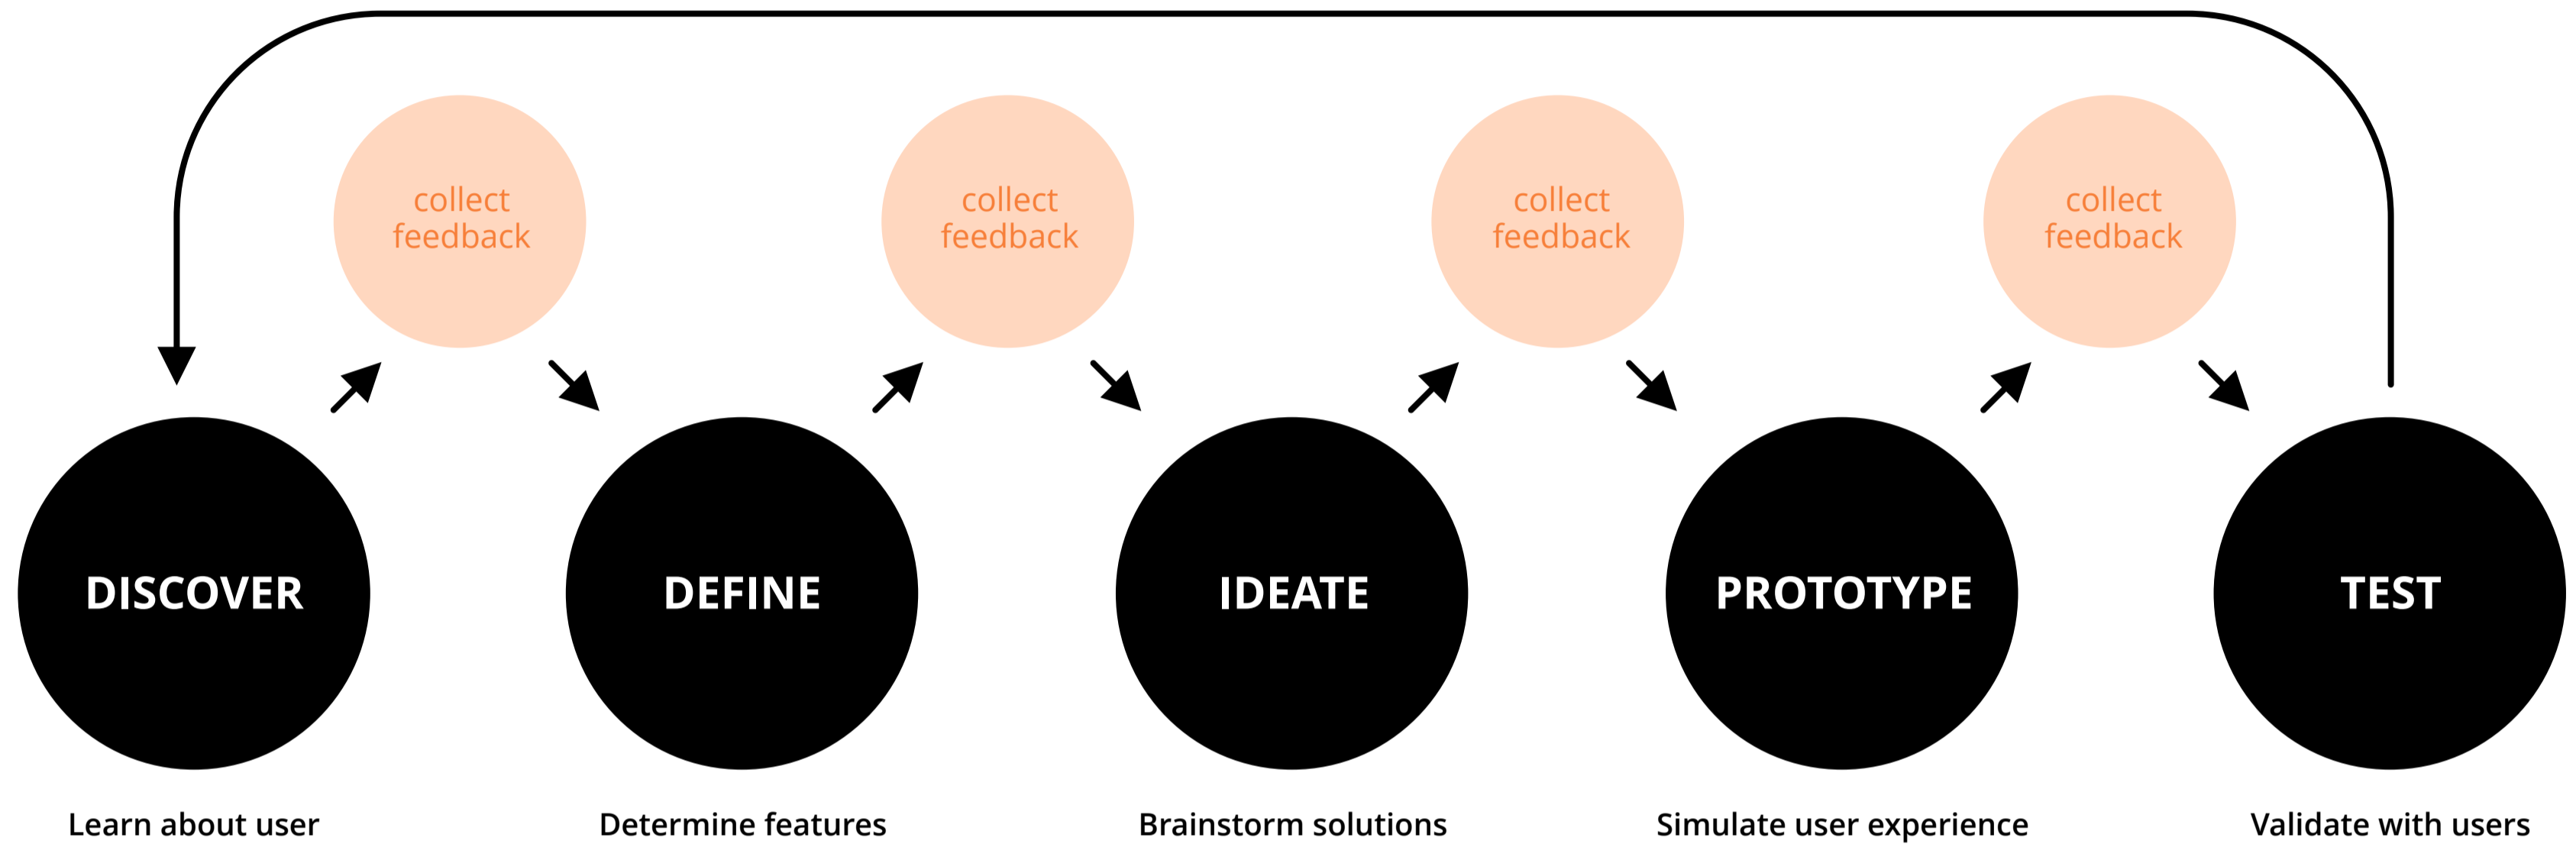 collect
feedback
collect
feedback
collect
feedback
collect
feedback
DISCOVER
DEFINE
IDEATE
PROTOTYPE
TEST
Learn about user
Determine features
Brainstorm solutions
Simulate user experience
Validate with users